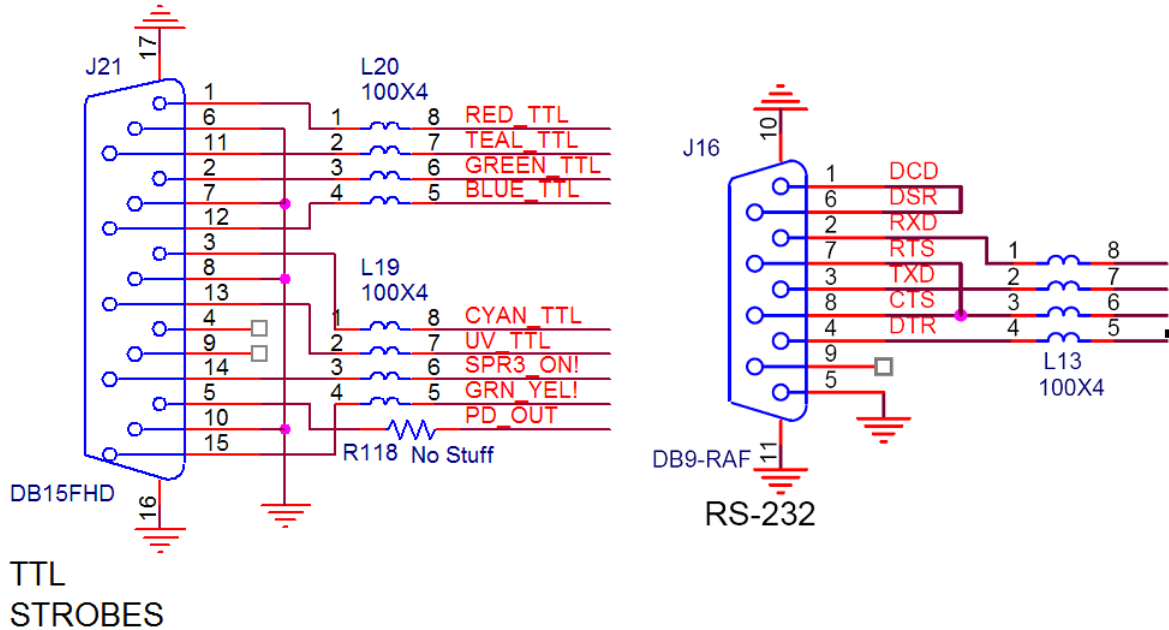 17
J21
L20
100X4
1
6
11
2
7
12
3
8
13
4
9
14
5
10
15
1 8 RED_TTL
2 7 TEAL_TTL
3 6 GREEN_TTL
4 5 BLUE_TTL
L19
100X4
1 8 CYAN_TTL
2 7 UV_TTL
3 6 SPR3_ON!
4 5 GRN_YEL!
PD_OUT
R118 No Stuff
DB15FHD
16
TTL
STROBES
10
J16
1 DCD
6 DSR
2 RXD
7 RTS
3 TXD
8 CTS
4 DTR
9
5
1 8
2 7
3 6
4 5
L13
100X4
DB9-RAF
11
RS-232